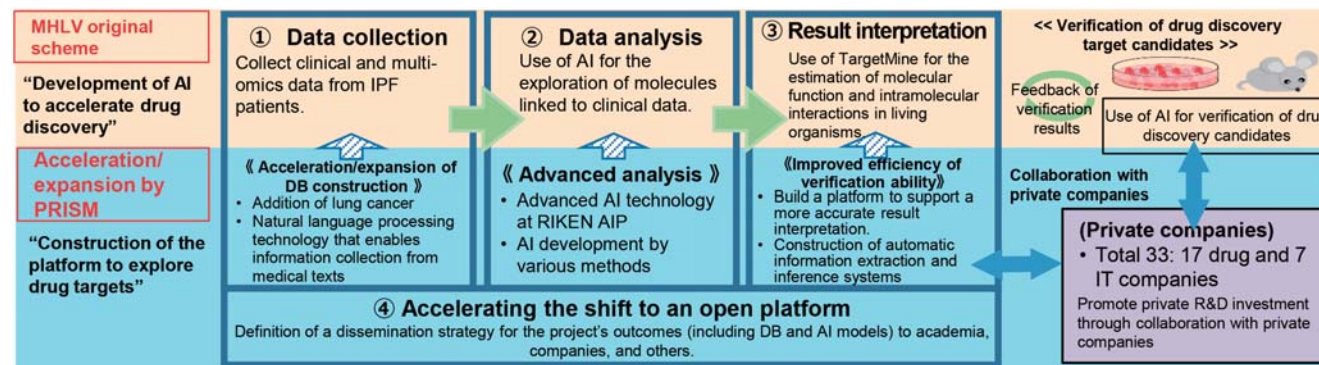 MHLV original
scheme
“Development of AI
to accelerate drug
discovery”
Acceleration/
expansion by
PRISM
“Construction of the
platform to explore
drug targets”
① Data collection
Collect clinical and multi-
omics data from IPF
patients.
《 Acceleration/expansion of
DB construction 》
• Addition of lung cancer
• Natural language processing
technology that enables
information collection from
medical texts
② Data analysis
Use of AI for the
exploration of molecules
linked to clinical data.
《 Advanced analysis 》
• Advanced AI technology
at RIKEN AIP
• AI development by
various methods
③ Result interpretation
Use of TargetMine for the
estimation of molecular
function and intramolecular
interactions in living
organisms
《Improved efficiency of
verification ability》
• Build a platform to support a
more accurate result
interpretation.
• Construction of automatic
information extraction and
inference systems
④ Accelerating the shift to an open platform
Definition of a dissemination strategy for the project’s outcomes (including DB and AI models) to academia,
companies, and others.
<< Verification of drug discovery
target candidates >>
Feedback of
verification
results
Use of AI for verification of drug
discovery candidates
Collaboration with
private companies
(Private companies)
• Total 33: 17 drug and 7
IT companies
Promote private R&D investment
through collaboration with private
companies